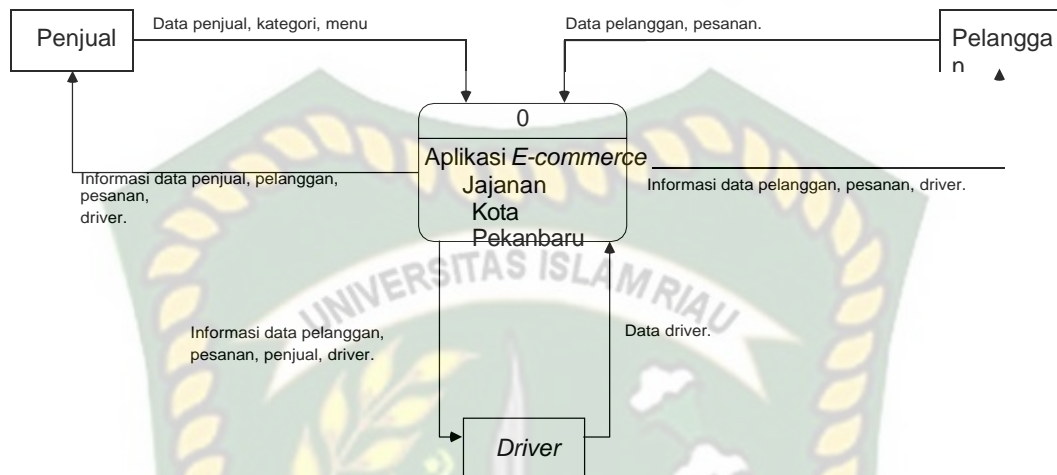 Penjual
Data penjual, kategori, menu
Data pelanggan, pesanan.
Pelangga
n
0
Aplikasi E-commerce
Jajanan
Kota
Pekanbaru
Informasi data penjual, pelanggan,
pesanan,
driver.
Informasi data pelanggan, pesanan, driver.
UNIVERSITAS ISLAM RIAU
Informasi data pelanggan,
pesanan, penjual, driver.
Data driver.
Driver